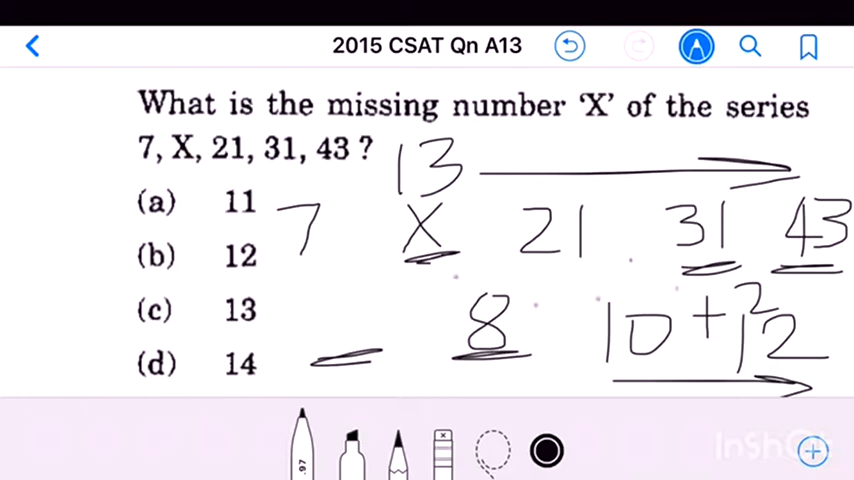 2015 CSAT Qn A13
What is the missing number ‘X’ of the series
7, X, 21, 31, 43 ?
13
(a) 11
7 X 21 31 43
(b) 12
(c) 13
8 10 +2 12
(d) 14
.97
InShOt